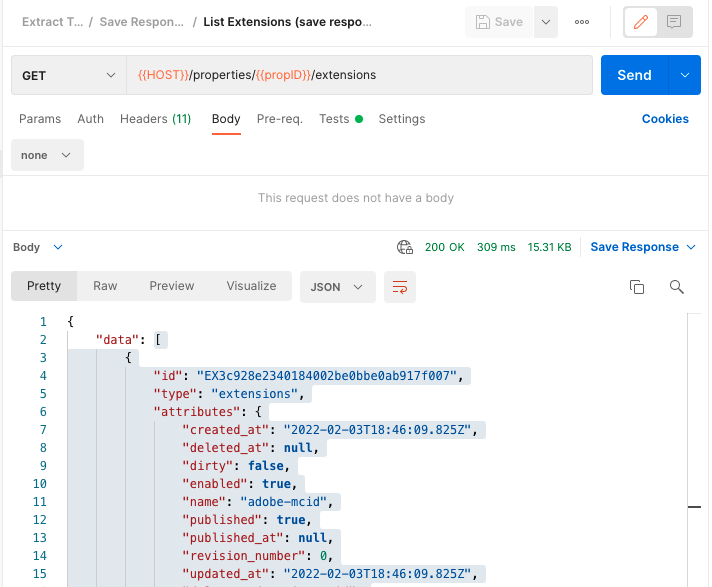 Extract T... / Save Respon... / List Extensions (save respo... Save ooo
GET {{HOST}}/properties/{{propID}}/extensions Send
Params Auth Headers (11) Body Pre-req. Tests Settings Cookies
none
This request does not have a body
Body 200 OK 309 ms 15.31 KB Save Response
Pretty Raw Preview Visualize JSON
1 {
2 "data": [
3 {
4 "id": "EX3c928e2340184002be0bbe0ab917f007",
5 "type": "extensions",
6 "attributes": {
7 "created_at": "2022-02-03T18:46:09.825Z",
8 "deleted_at": null,
9 "dirty": false,
10 "enabled": true,
11 "name": "adobe-mcid",
12 "published": true,
13 "published_at": null,
14 "revision_number": 0,
15 "updated_at": "2022-02-03T18:46:09.825Z",